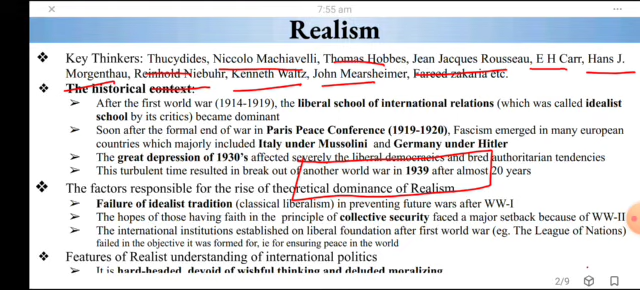 7:55 am
Realism
❖ Key Thinkers: Thucydides, Niccolo Machiavelli, Thomas Hobbes, Jean Jacques Rousseau, E H Carr, Hans J.
Morgenthau, Reinhold Niebuhr, Kenneth Waltz, John Mearsheimer, Fareed zakaria etc.
❖ The historical context:
➢ After the first world war (1914-1919), the liberal school of international relations (which was called idealist
school by its critics) became dominant
➢ Soon after the formal end of war in Paris Peace Conference (1919-1920), Fascism emerged in many european
countries which majorly included Italy under Mussolini and Germany under Hitler
➢ The great depression of 1930's affected severely the liberal democracies and bred authoritarian tendencies
➢ This turbulent time resulted in break out of another world war in 1939 after almost 20 years
❖ The factors responsible for the rise of theoretical dominance of Realism
➢ Failure of idealist tradition (classical liberalism) in preventing future wars after WW-I
➢ The hopes of those having faith in the principle of collective security faced a major setback because of WW-II
➢ The international institutions established on liberal foundation after first world war (eg. The League of Nations)
failed in the objective it was formed for, ie for ensuring peace in the world
❖ Features of Realist understanding of international politics
➢ It is hard-headed, devoid of wishful thinking and deluded moralizing
2/9